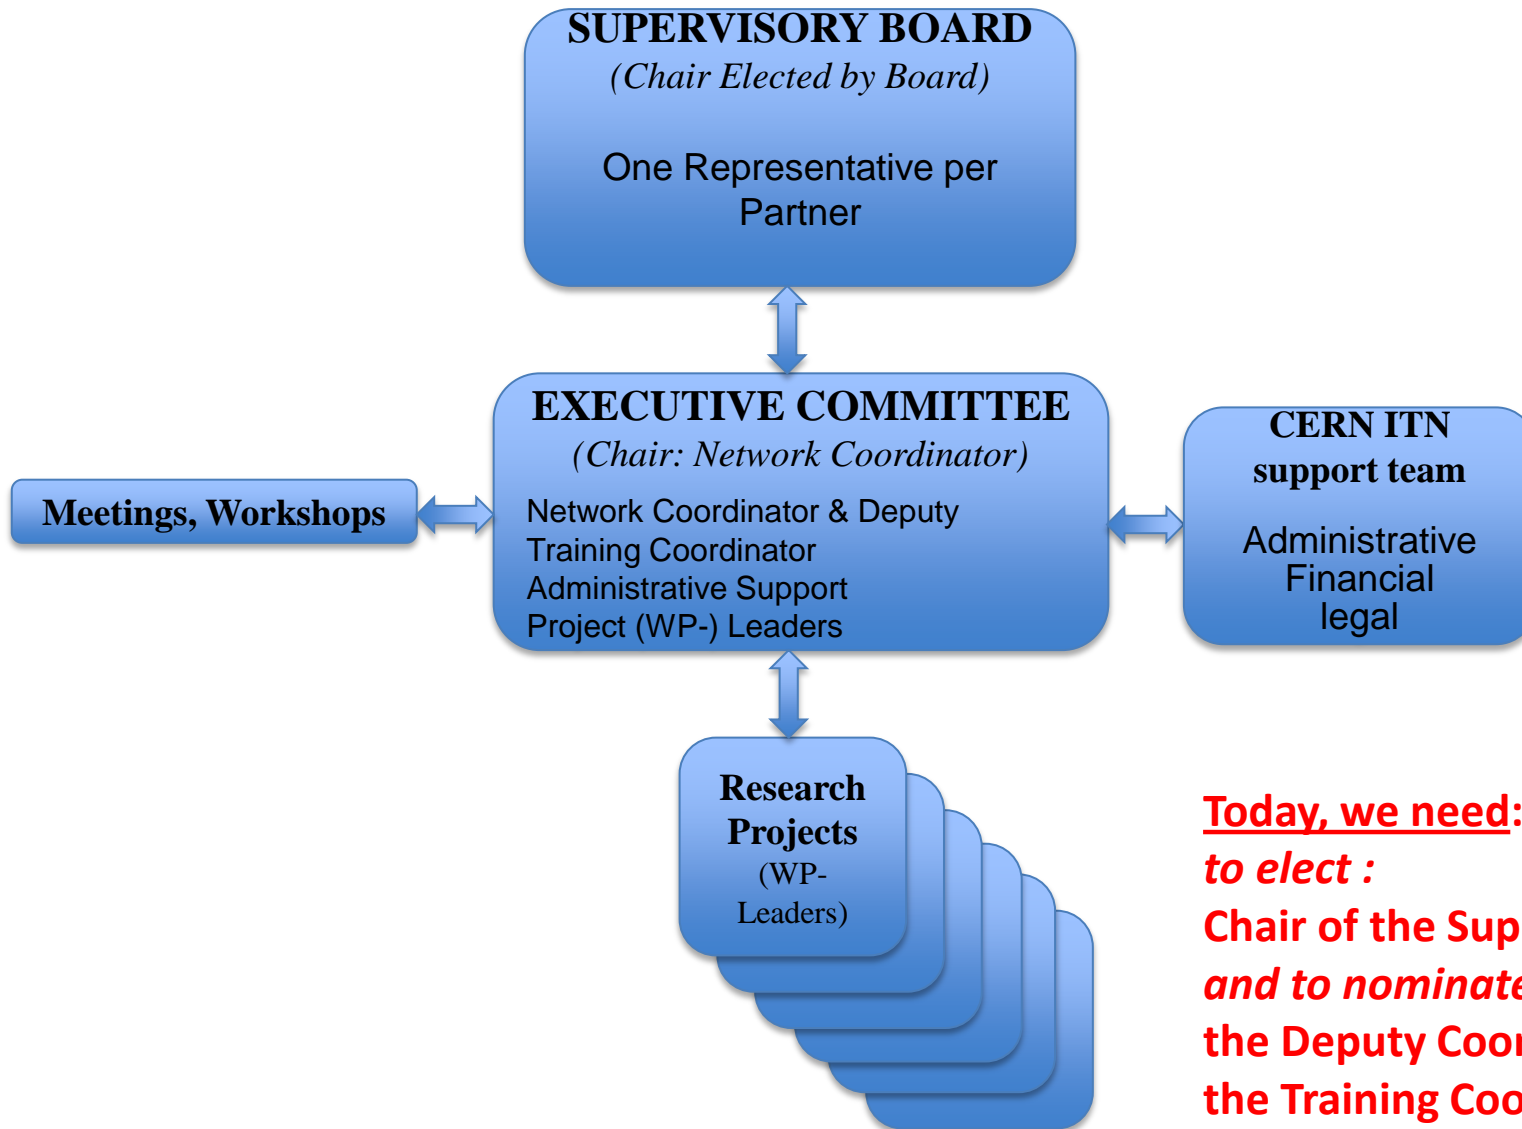 SUPERVISORY BOARD
(Chair Elected by Board)
One Representative per
Partner
EXECUTIVE COMMITTEE
(Chair: Network Coordinator)
Network Coordinator & Deputy
Training Coordinator
Administrative Support
Project (WP-) Leaders
Meetings, Workshops
CERN ITN
support team
Administrative
Financial
legal
Research
Projects
(WP-
Leaders)
Today, we need:
to elect :
Chair of the Sup
and to nominate
the Deputy Coor
the Training Coo